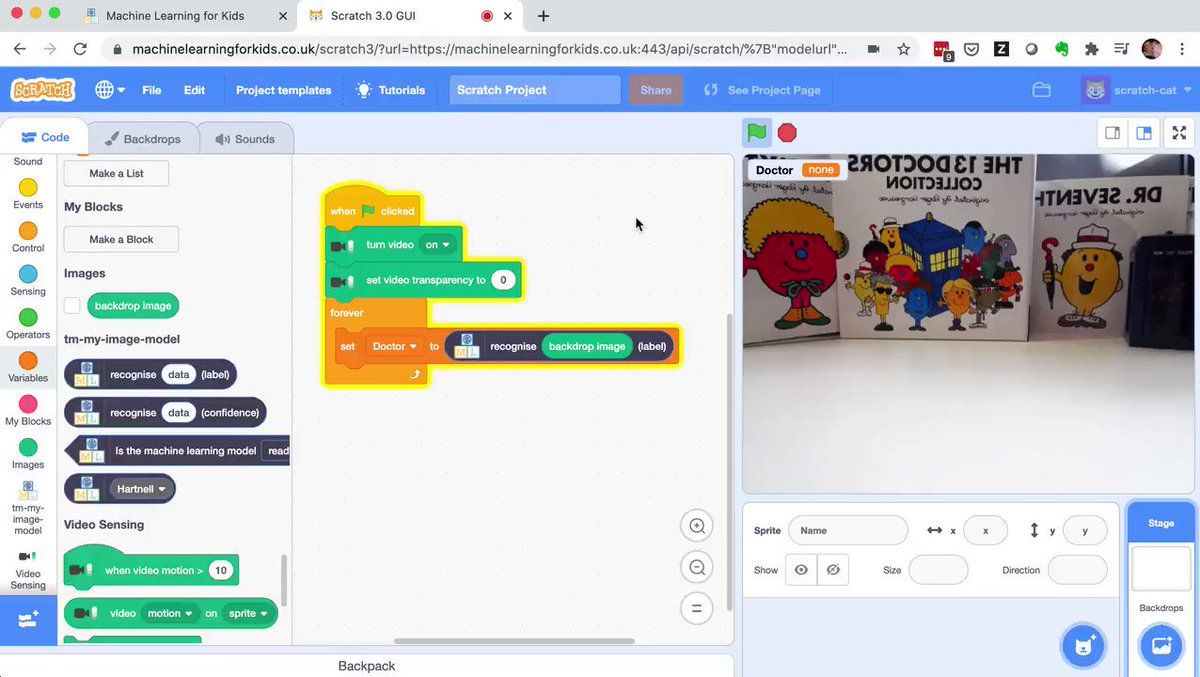 Machine Learning for Kids
Scratch 3.0 GUI
machinelearningforkids.co.uk/scratch3/?url=https://machinelearningforkids.co.uk:443/api/scratch/%7B"modelurl"...
9
Z
SCRATCH
File
Edit
Project templates
Tutorials
Scratch Project
Share
See Project Page
scratch-cat
Code
Backdrops
Sounds
Sound
Events
Control
Sensing
Operators
Variables
My Blocks
Images
tm-my-
image-
model
Video
Sensing
Make a List
My Blocks
Make a Block
Images
backdrop image
tm-my-image-model
recognise data (label)
recognise data (confidence)
Is the machine learning model read
Hartnell
Video Sensing
when video motion > 10
video motion on sprite
when clicked
turn video on
set video transparency to 0
forever
set Doctor to recognise backdrop image (label)
Backpack
Doctor none
THE 13 DOCTORS
COLLECTION
DR. SEVENTH
Sprite
Name
x
x
y
y
Show
Size
Direction
Stage
Backdrops